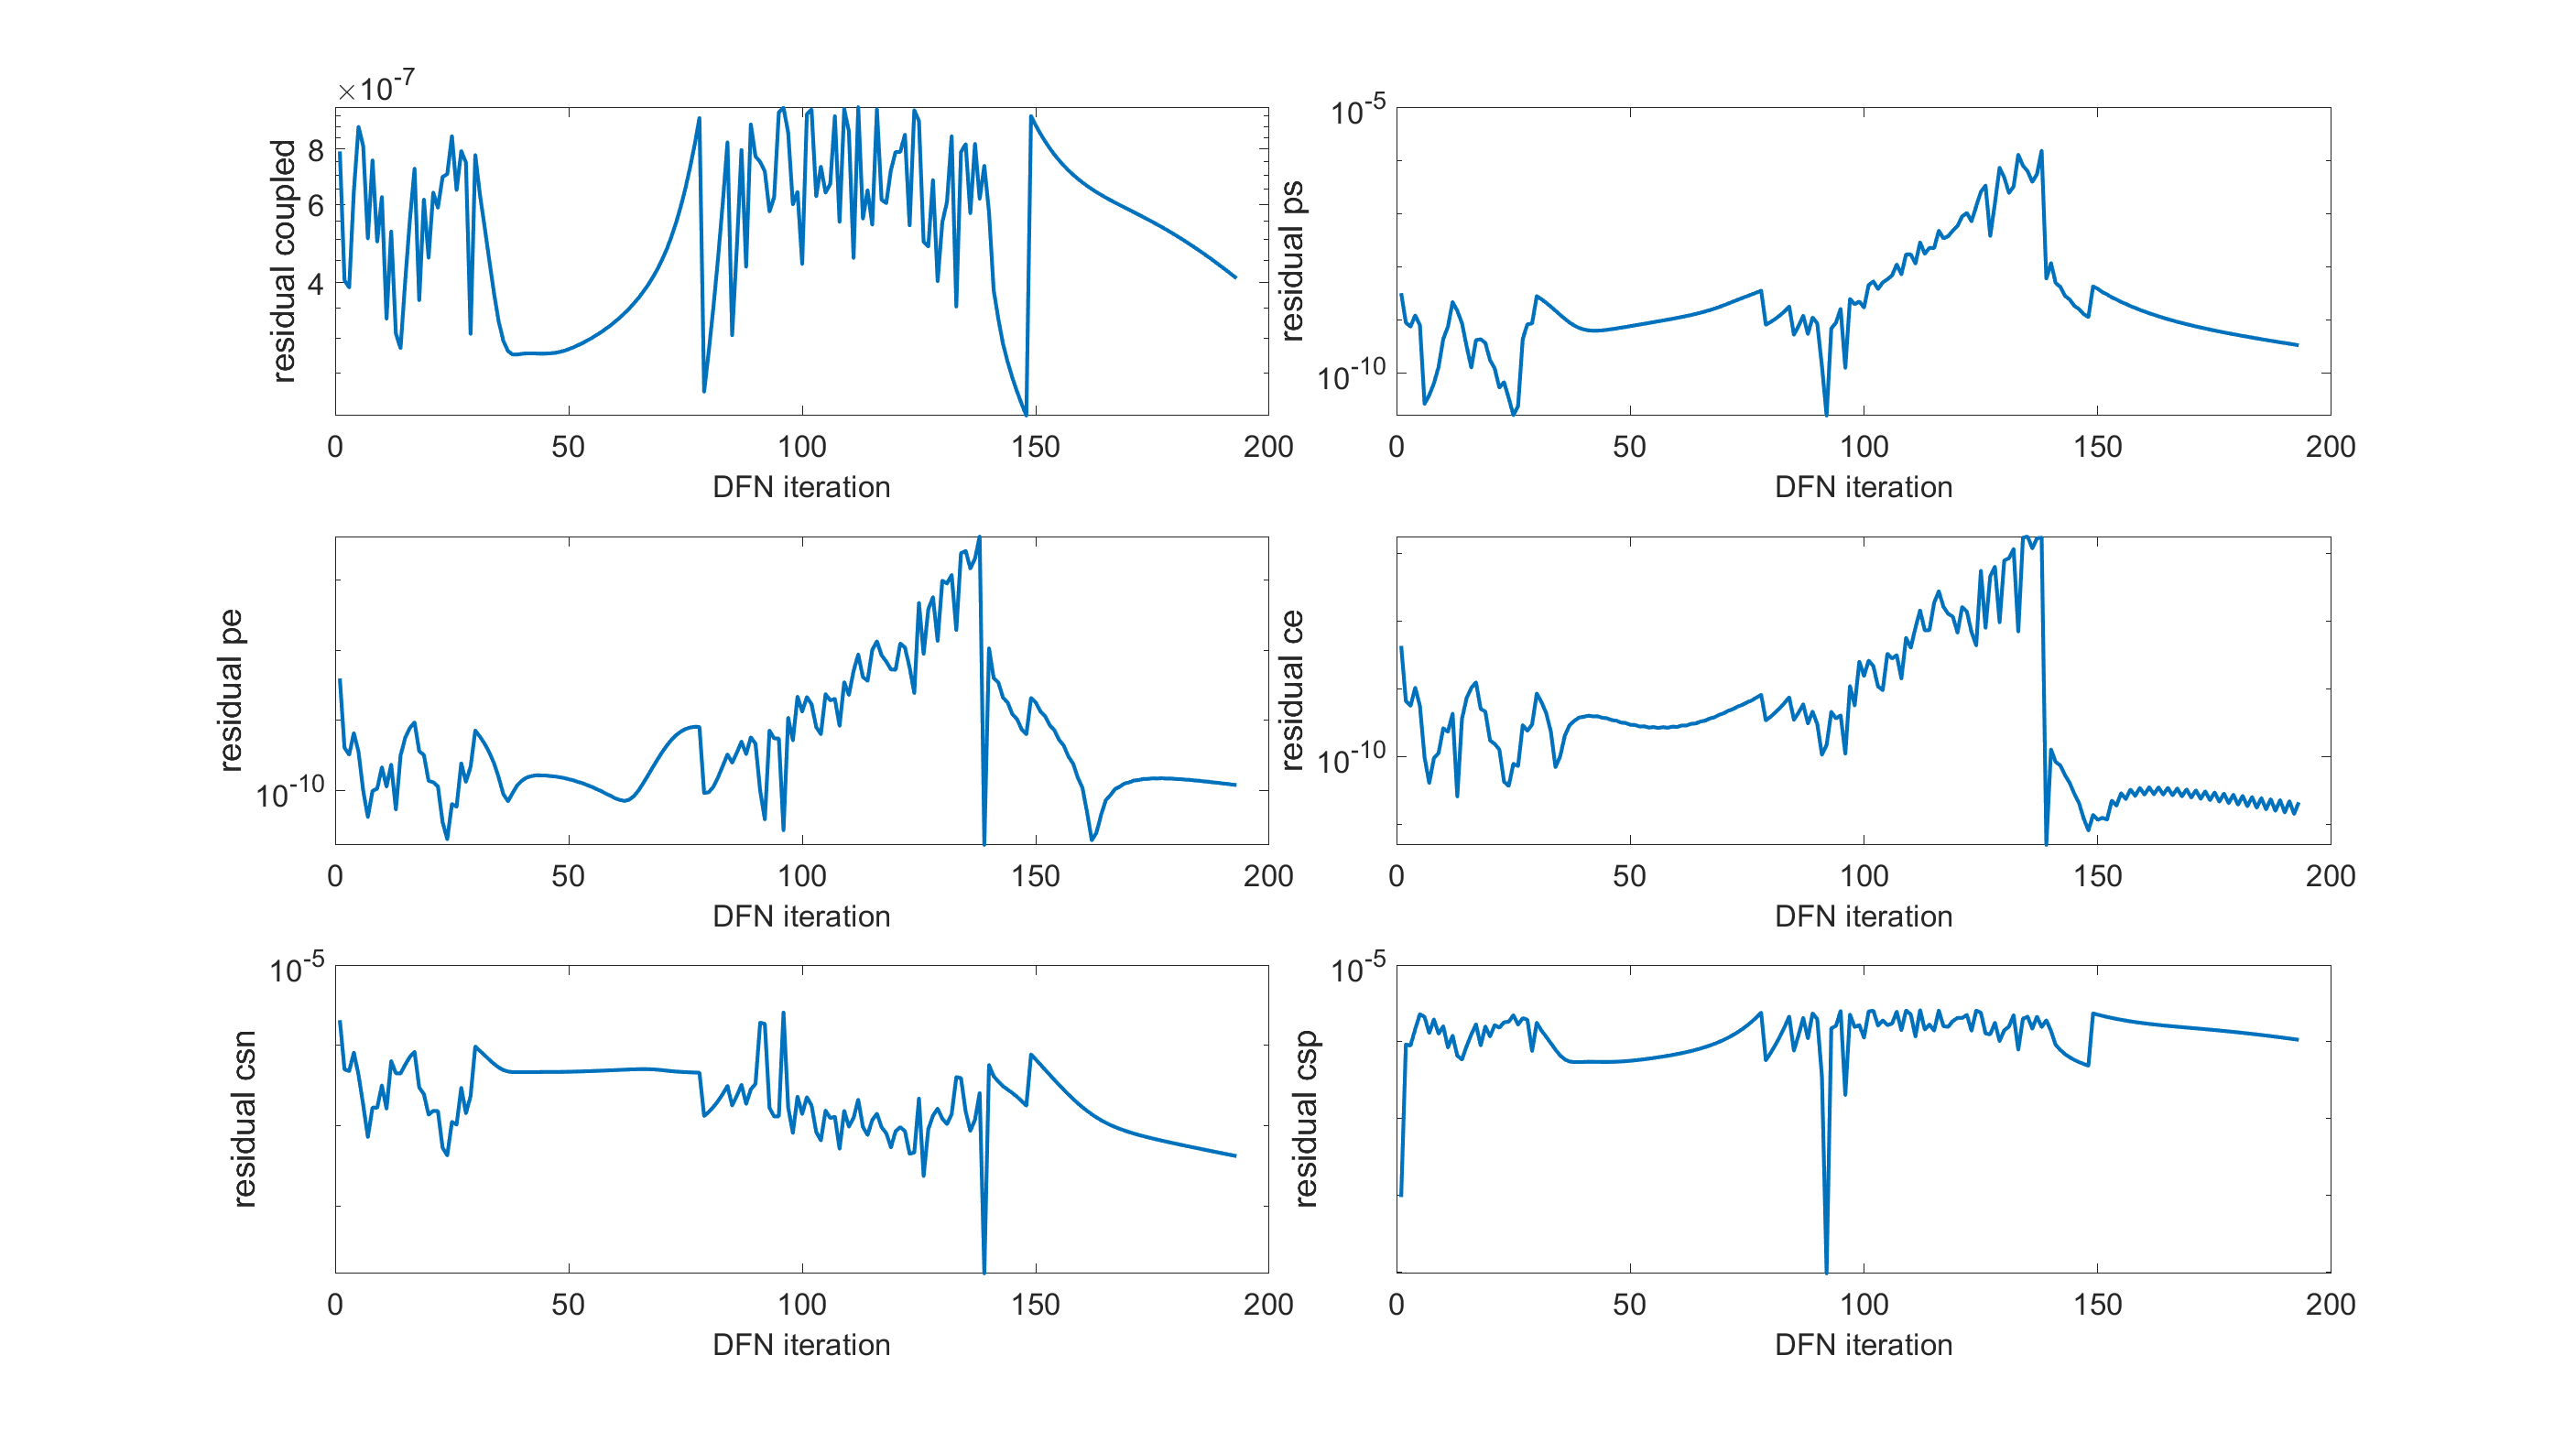 ×10-7
residual coupled
8
6
4
0 50 100 150 200
DFN iteration
residual ps
10-5
10-10
0 50 100 150 200
DFN iteration
residual pe
10-10
0 50 100 150 200
DFN iteration
residual ce
10-10
0 50 100 150 200
DFN iteration
residual csn
10-5
0 50 100 150 200
DFN iteration
residual csp
10-5
0 50 100 150 200
DFN iteration